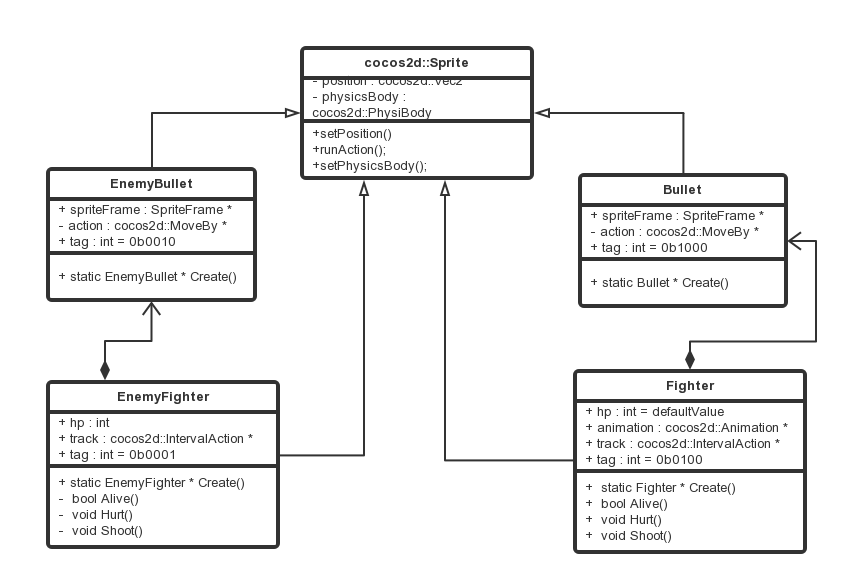 cocos2d::Sprite
- position : cocos2d::Vec2
- physicsBody :
cocos2d::PhysiBody
+setPosition()
+runAction();
+setPhysicsBody();
EnemyBullet
+ spriteFrame : SpriteFrame *
- action : cocos2d::MoveBy *
+ tag : int = 0b0010
+ static EnemyBullet * Create()
Bullet
+ spriteFrame : SpriteFrame *
- action : cocos2d::MoveBy *
+ tag : int = 0b1000
+ static Bullet * Create()
EnemyFighter
+ hp : int
+ track : cocos2d::IntervalAction *
+ tag : int = 0b0001
+ static EnemyFighter * Create()
- bool Alive()
- void Hurt()
- void Shoot()
Fighter
+ hp : int = defaultValue
+ animation : cocos2d::Animation *
+ track : cocos2d::IntervalAction *
+ tag : int = 0b0100
+ static Fighter * Create()
+ bool Alive()
+ void Hurt()
+ void Shoot()